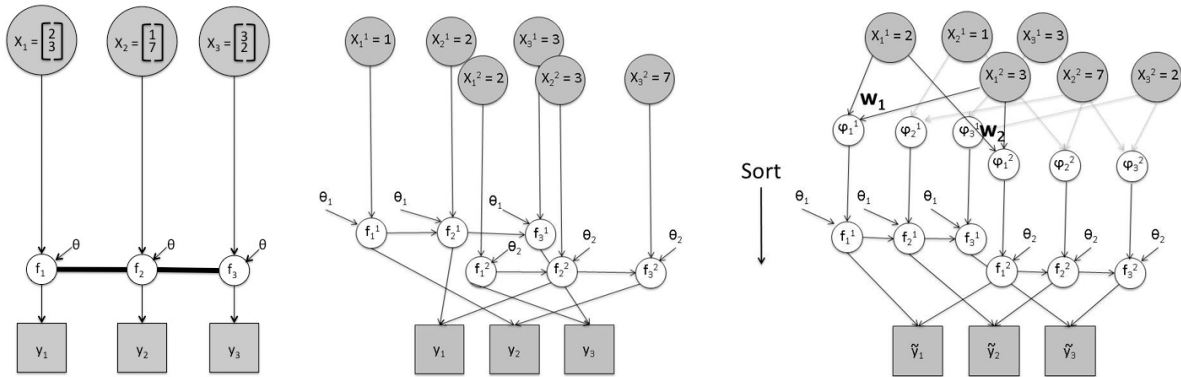 X₁ = [2 3]
X₂ = [1 7]
X₃ = [3 2]
θ
θ
θ
f₁
f₂
f₃
y₁
y₂
y₃
X₁¹ = 1
X₂¹ = 2
X₃¹ = 3
X₁² = 2
X₂² = 3
X₃² = 7
θ₁
θ₁
θ₁
f₁¹
f₂¹
f₃¹
θ₂
θ₂
θ₂
f₁²
f₂²
f₃²
y₁
y₂
y₃
Sort
X₁¹ = 2
X₂¹ = 1
X₃¹ = 3
X₁² = 3
X₂² = 7
X₃² = 2
w₁
w₂
φ₁¹
φ₂¹
φ₃¹
φ₁²
φ₂²
φ₃²
θ₁
θ₁
θ₁
f₁¹
f₂¹
f₃¹
θ₂
θ₂
θ₂
f₁²
f₂²
f₃²
ỹ₁
ỹ₂
ỹ₃